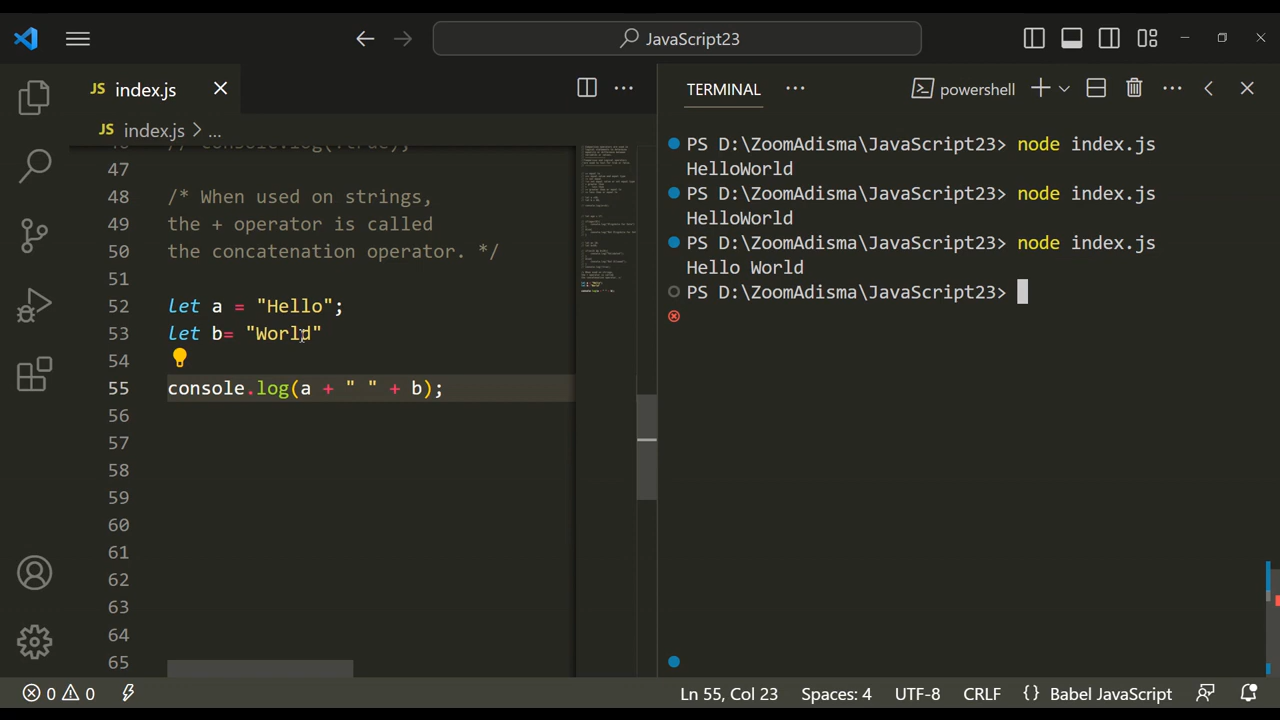 JavaScript23
JS index.js
JS index.js > ...
// console.log(!true);
47
48 /* When used on strings,
49 the + operator is called
50 the concatenation operator. */
51
52 let a = "Hello";
53 let b= "World"
54
55 console.log(a + " " + b);
56
57
58
59
60
61
62
63
64
65
TERMINAL
powershell
PS D:\ZoomAdisma\JavaScript23> node index.js
HelloWorld
PS D:\ZoomAdisma\JavaScript23> node index.js
HelloWorld
PS D:\ZoomAdisma\JavaScript23> node index.js
Hello World
PS D:\ZoomAdisma\JavaScript23>
0 0
Ln 55, Col 23
Spaces: 4
UTF-8
CRLF
{} Babel JavaScript